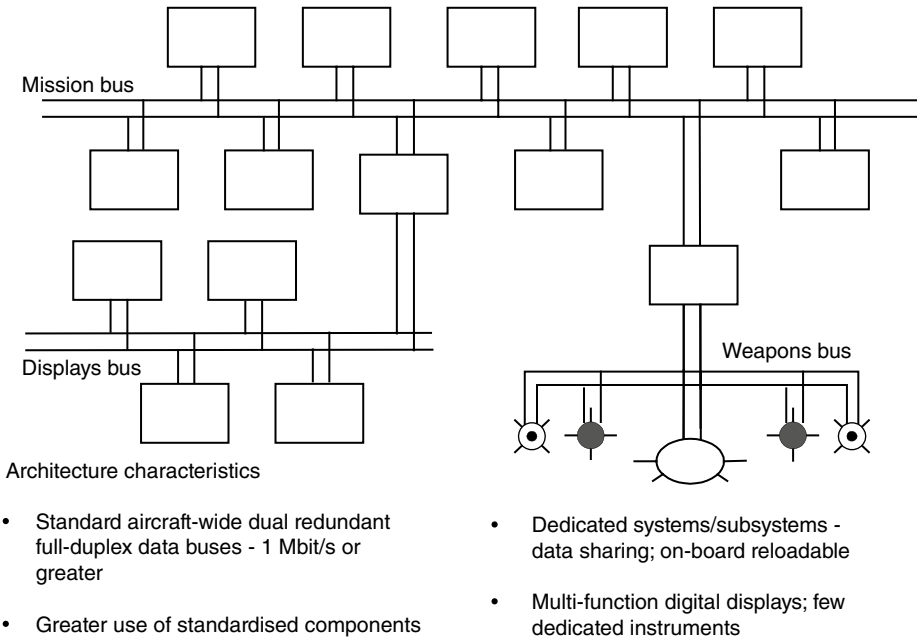 Mission bus
Displays bus
Weapons bus
Architecture characteristics
• Standard aircraft-wide dual redundant
full-duplex data buses - 1 Mbit/s or
greater
• Greater use of standardised components
• Dedicated systems/subsystems -
data sharing; on-board reloadable
• Multi-function digital displays; few
dedicated instruments